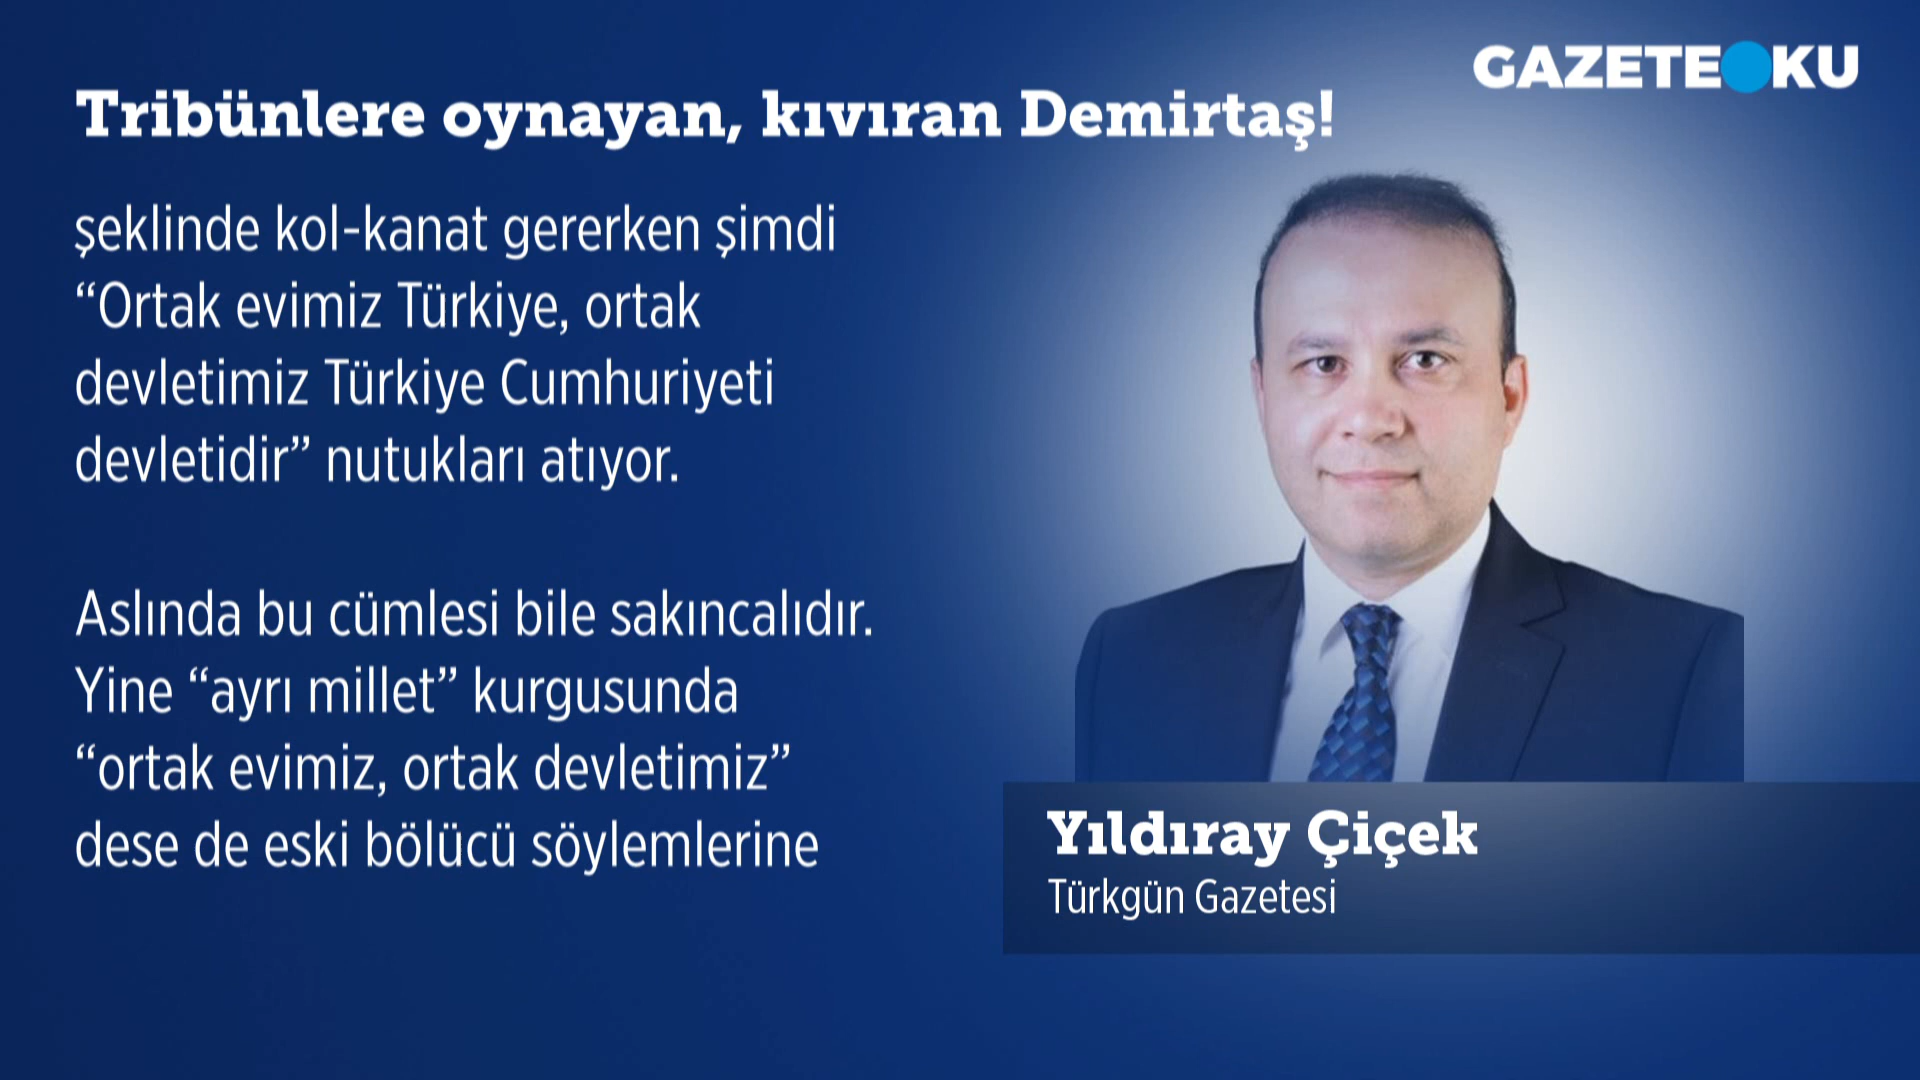 GAZETEOKU
Tribünlere oynayan, kıvıran Demirtaş!
şeklinde kol-kanat gererken şimdi
“Ortak evimiz Türkiye, ortak
devletimiz Türkiye Cumhuriyeti
devletidir” nutukları atıyor.
Aslında bu cümlesi bile sakıncalıdır.
Yine “ayrı millet” kurgusunda
“ortak evimiz, ortak devletimiz”
dese de eski bölücü söylemlerine
Yıldıray Çiçek
Türkgün Gazetesi